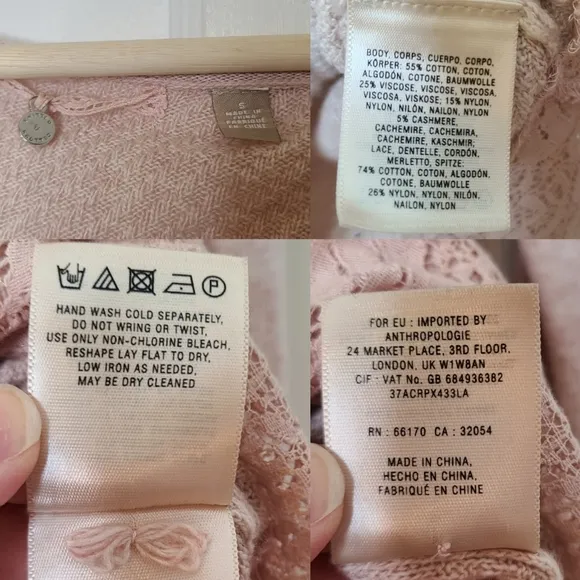 S
MADE IN
CHINA
FABRIQUÉ
EN CHINE
BODY, CORPS, CUERPO, CORPO,
KÖRPER: 55% COTTON, COTON,
ALGODÓN, COTONE, BAUMWOLLE
25% VISCOSE, VISCOSE, VISCOSA,
VISCOSA, VISKOSE; 15% NYLON,
NYLON, NILÓN, NAILON, NYLON
5% CASHMERE,
CACHEMIRE, CACHEMIRA,
CACHEMIRE, KASCHMIR;
LACE, DENTELLE, CORDÓN,
MERLETTO, SPITZE:
74% COTTON, COTON, ALGODÓN,
COTONE, BAUMWOLLE
26% NYLON, NYLON, NILÓN,
NAILON, NYLON
P
HAND WASH COLD SEPARATELY,
DO NOT WRING OR TWIST,
USE ONLY NON-CHLORINE BLEACH,
RESHAPE LAY FLAT TO DRY,
LOW IRON AS NEEDED,
MAY BE DRY CLEANED
FOR EU : IMPORTED BY
ANTHROPOLOGIE
24 MARKET PLACE, 3RD FLOOR,
LONDON, UK W1W8AN
CIF : VAT No. GB 684936382
37ACRPX433LA
RN : 66170 CA : 32054
MADE IN CHINA,
HECHO EN CHINA,
FABRIQUÉ EN CHINE